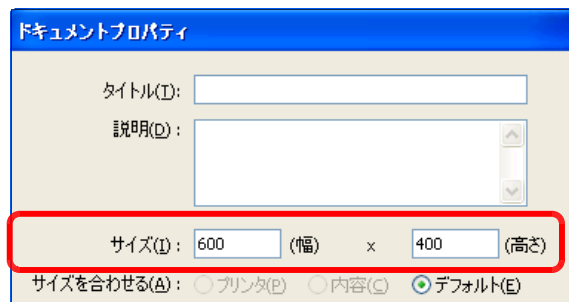 ドキュメントプロパティ
タイトル(T):
説明(D):
サイズ(I): 600 (幅) x 400 (高さ)
サイズを合わせる(A): プリンタ(P) 内容(C) デフォルト(E)